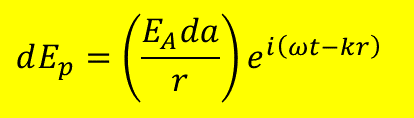 dE_p = (E_A da / r) e^{i(ωt−kr)}